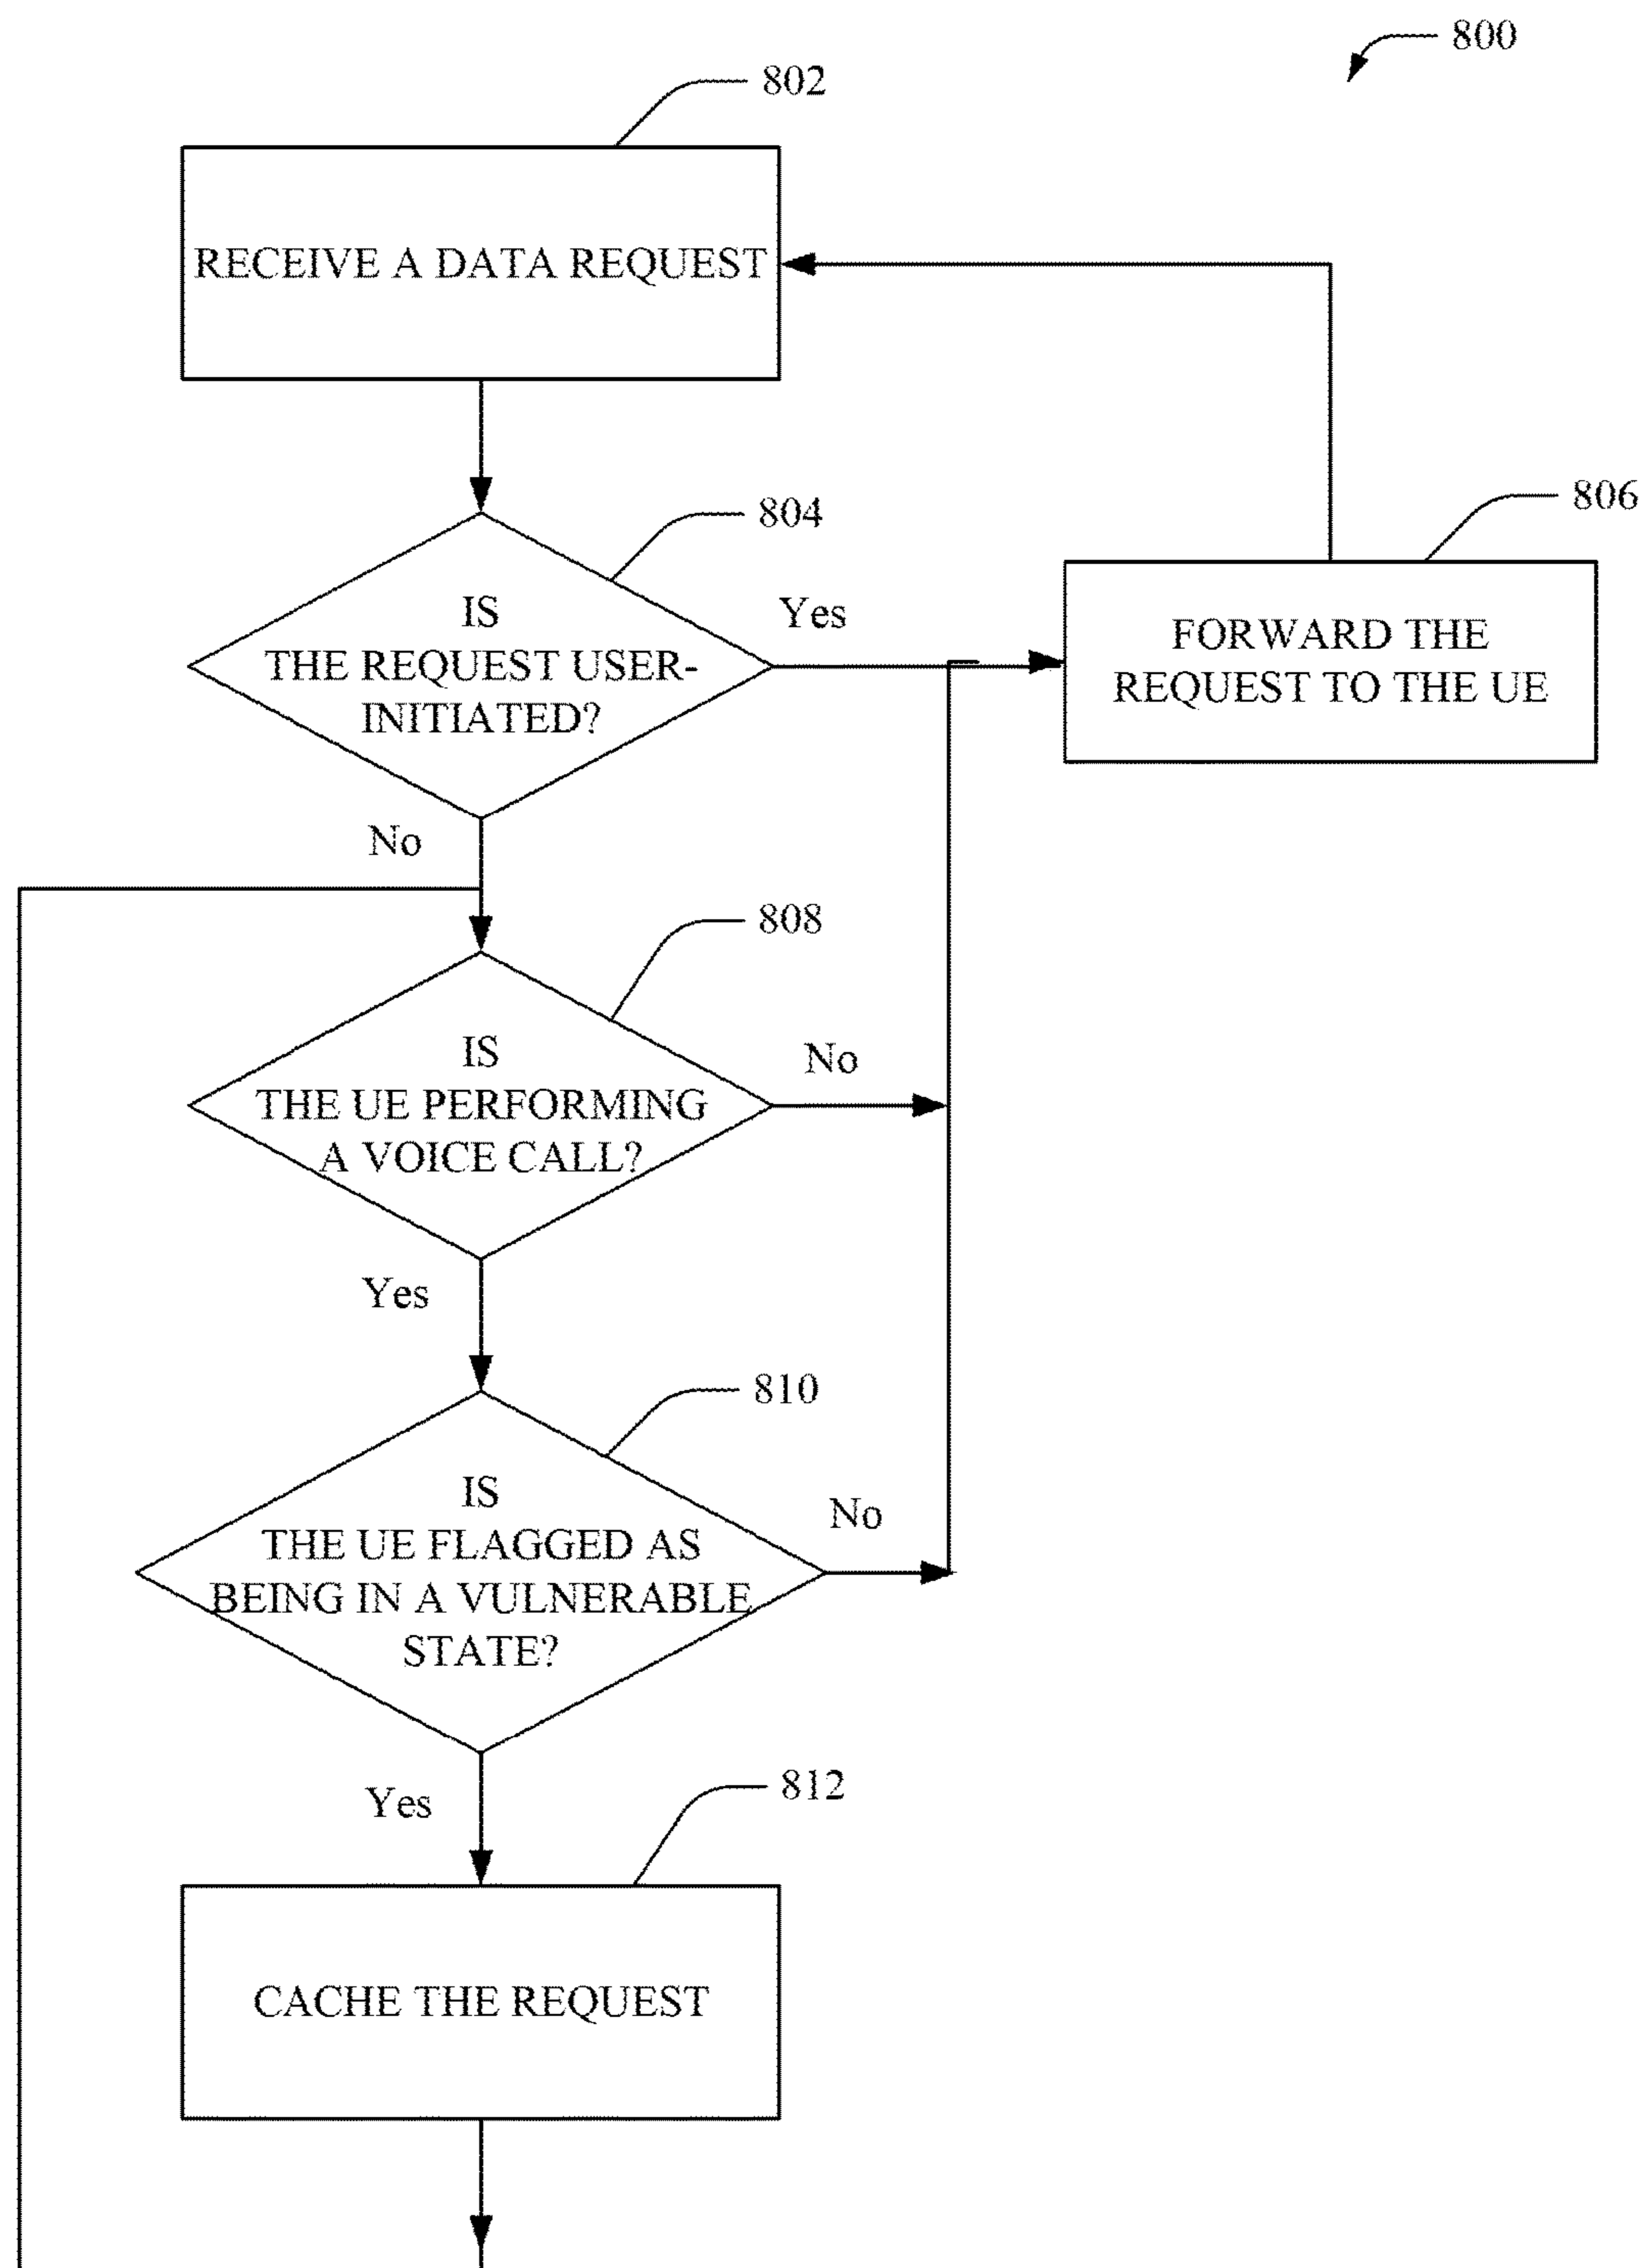 800
802
RECEIVE A DATA REQUEST
804
806
IS
THE REQUEST USER-
INITIATED?
Yes
FORWARD THE
REQUEST TO THE UE
No
808
IS
THE UE PERFORMING
A VOICE CALL?
No
Yes
810
IS
THE UE FLAGGED AS
BEING IN A VULNERABLE
STATE?
No
Yes
812
CACHE THE REQUEST